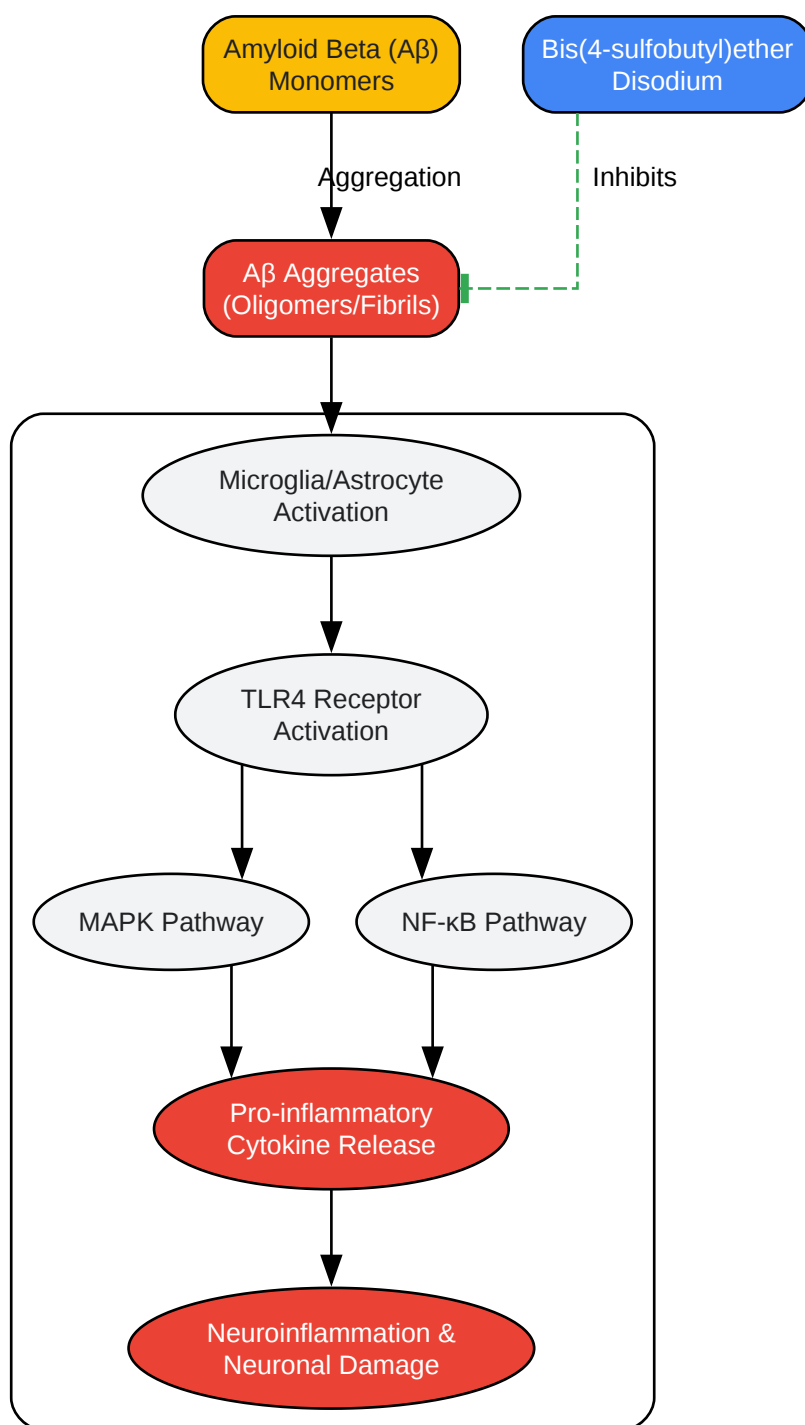 Amyloid Beta (Aβ)
Monomers
Bis(4-sulfobutyl)ether
Disodium
Aggregation
Inhibits
Aβ Aggregates
(Oligomers/Fibrils)
Microglia/Astrocyte
Activation
TLR4 Receptor
Activation
MAPK Pathway
NF-κB Pathway
Pro-inflammatory
Cytokine Release
Neuroinflammation &
Neuronal Damage